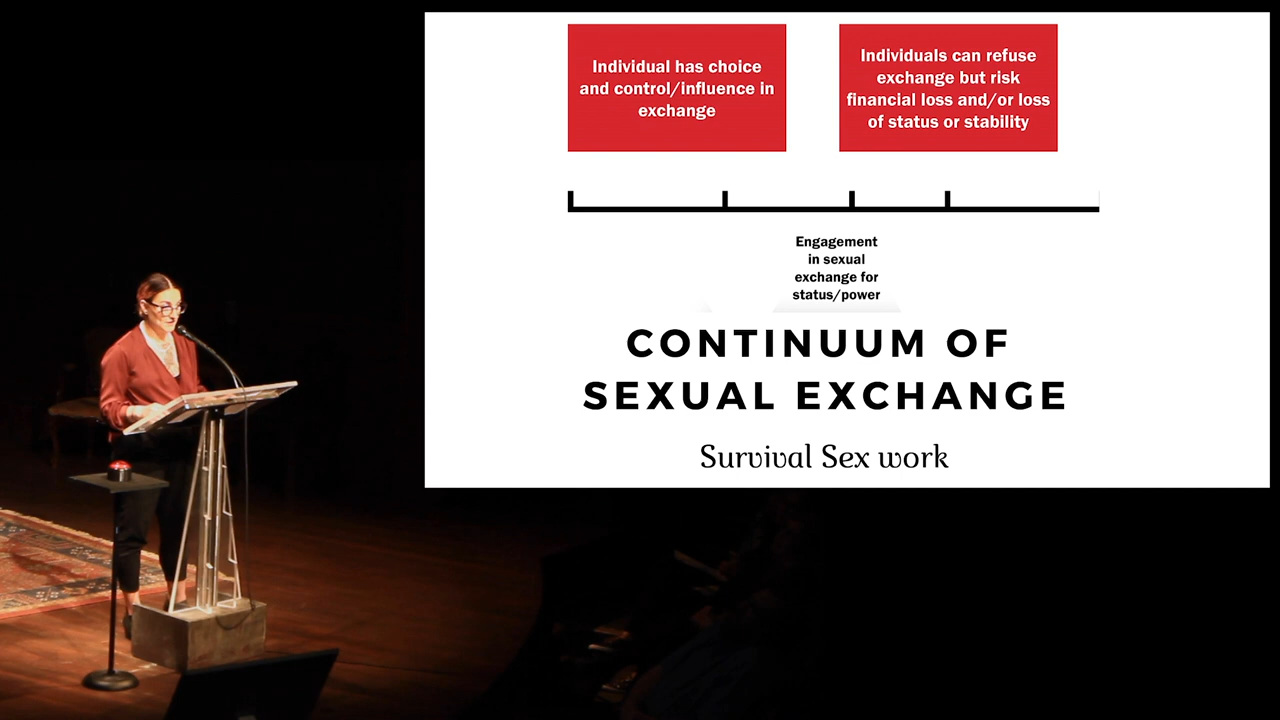 Individual has choice
and control/influence in
exchange
Individuals can refuse
exchange but risk
financial loss and/or loss
of status or stability
Engagement
in sexual
exchange for
status/power
CONTINUUM OF
SEXUAL EXCHANGE
Survival Sex work